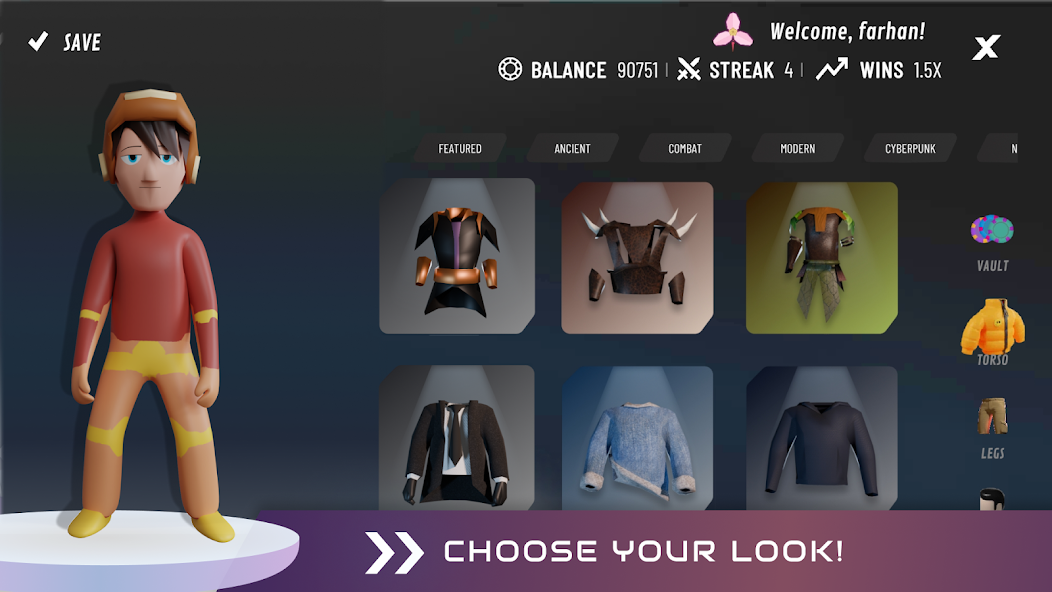 SAVE
Welcome, farhan!
X
BALANCE 90751 | STREAK 4 | WINS 1.5X
FEATURED ANCIENT COMBAT MODERN CYBERPUNK N
VAULT
TORSO
LEGS
CHOOSE YOUR LOOK!